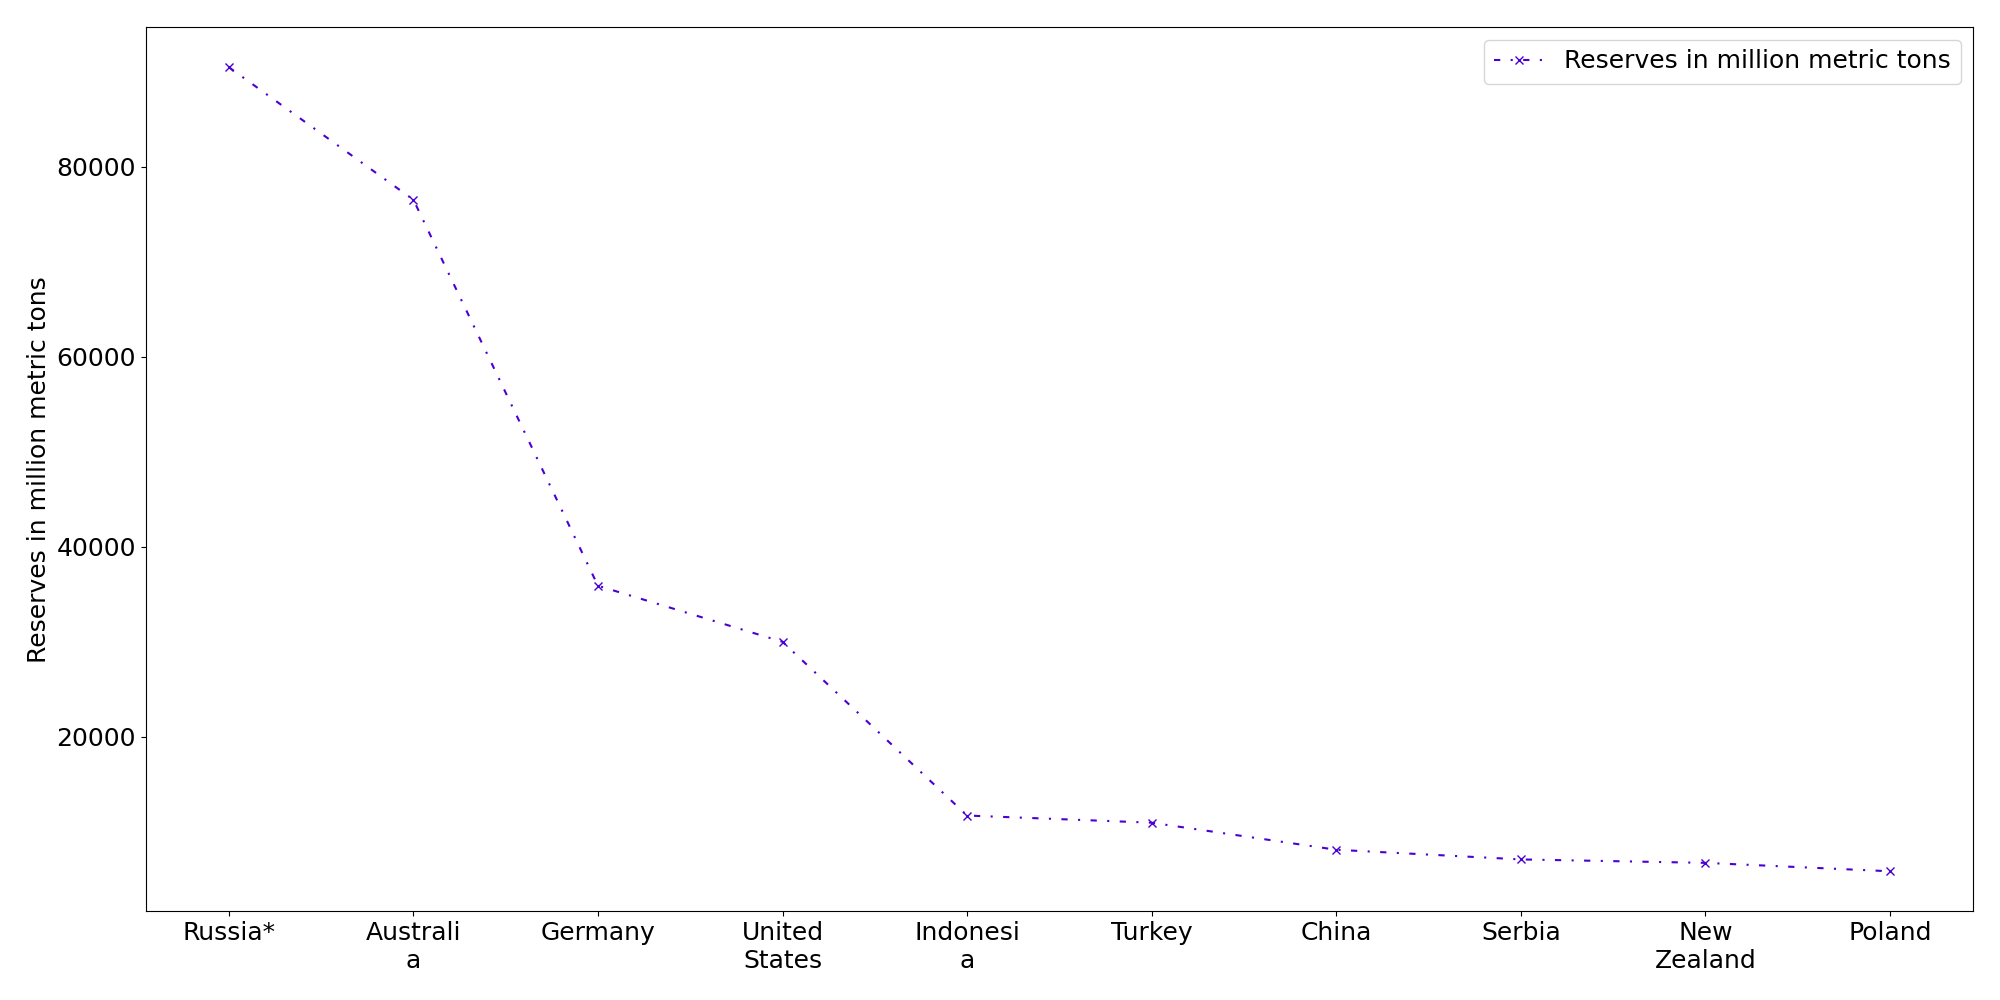 Reserves in million metric tons
80000
60000
40000
20000
Reserves in million metric tons
Russia*
Australi
a
Germany
United
States
Indonesi
a
Turkey
China
Serbia
New
Zealand
Poland